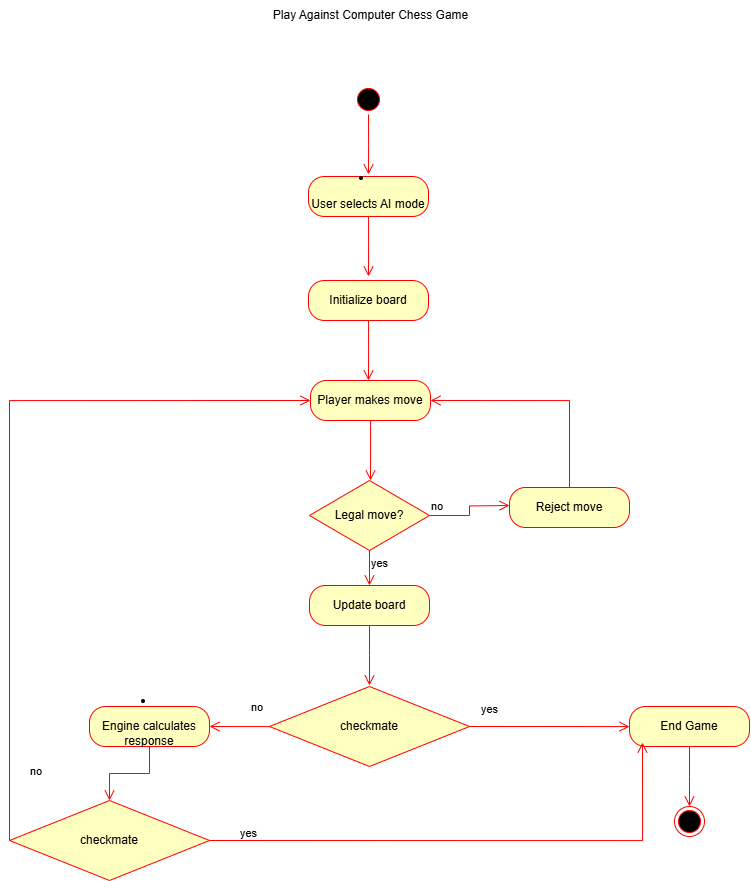 Play Against Computer Chess Game
User selects AI mode
Initialize board
Player makes move
Legal move?
no
Reject move
yes
Update board
no
checkmate
yes
Engine calculates
response
End Game
no
checkmate
yes